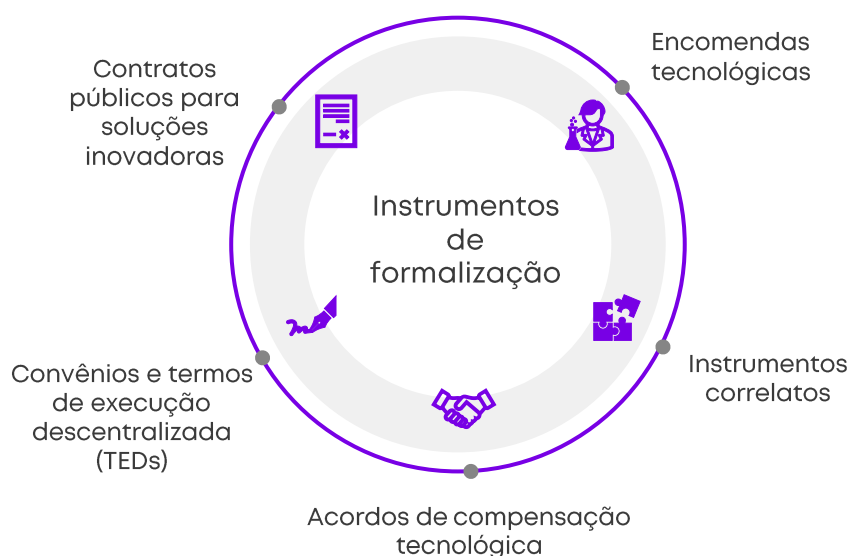 Encomendas
tecnológicas
Contratos
públicos para
soluções
inovadoras
Instrumentos
de
formalização
Instrumentos
correlatos
Convênios e termos
de execução
descentralizada
(TEDs)
Acordos de compensação
tecnológica